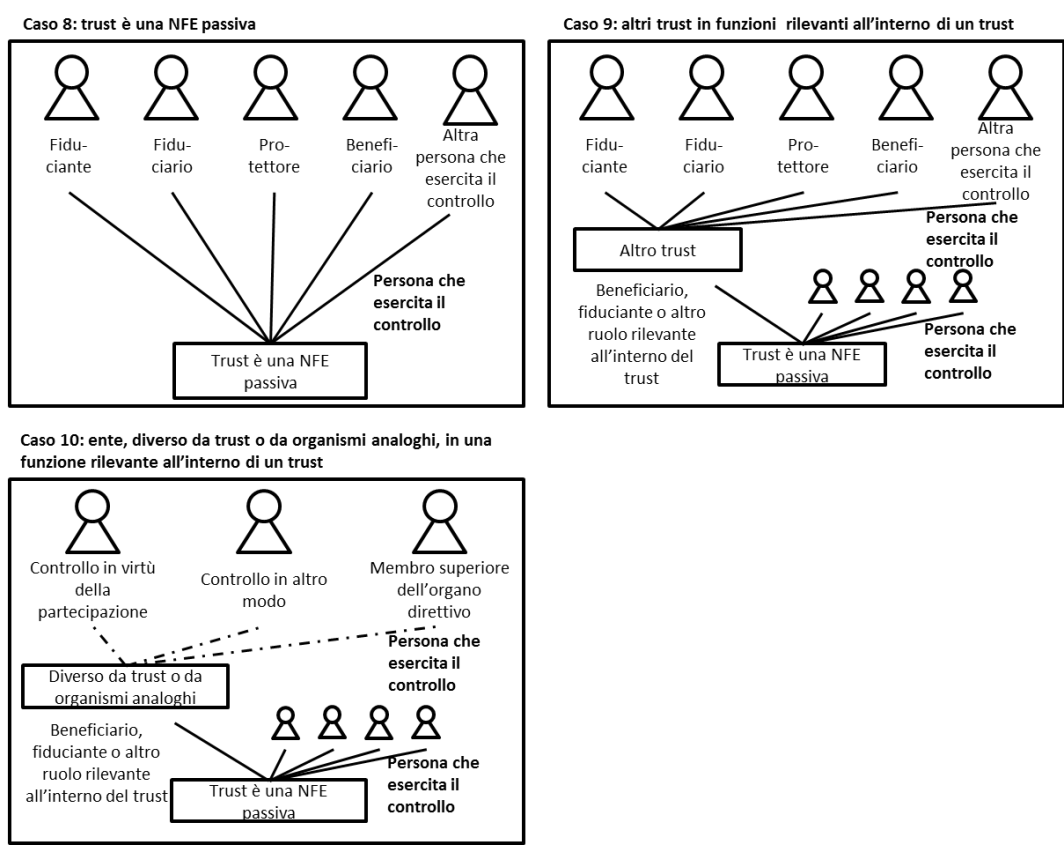 Caso 8: trust è una NFE passiva
Fidu-
ciante
Fidu-
ciario
Pro-
tettore
Benefi-
ciario
Altra
persona che
esercita il
controllo
Persona che
esercita il
controllo
Trust è una NFE
passiva
Caso 9: altri trust in funzioni rilevanti all’interno di un trust
Fidu-
ciante
Fidu-
ciario
Pro-
tettore
Benefi-
ciario
Altra
persona che
esercita il
controllo
Persona che
esercita il
controllo
Altro trust
Beneficiario,
fiduciante o altro
ruolo rilevante
all’interno del
trust
Persona che
esercita il
controllo
Trust è una NFE
passiva
Caso 10: ente, diverso da trust o da organismi analoghi, in una
funzione rilevante all’interno di un trust
Controllo in virtù
della
partecipazione
Controllo in altro
modo
Membro superiore
dell’organo
direttivo
Persona che
esercita il
controllo
Diverso da trust o da
organismi analoghi
Beneficiario,
fiduciante o altro
ruolo rilevante
all’interno del trust
Persona che
esercita il
controllo
Trust è una NFE
passiva